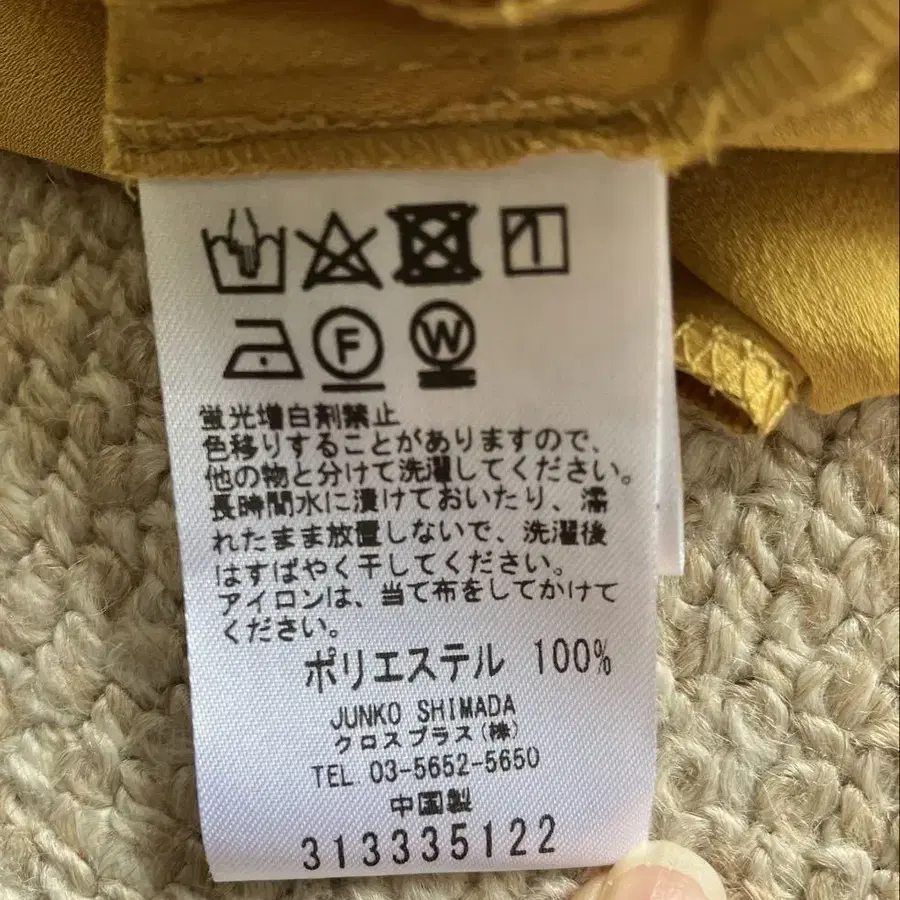 F W
蛍光増白剤禁止
色移りすることがありますので、
他の物と分けて洗濯してください。
長時間水に漬けておいたり、濡
れたまま放置しないで、洗濯後
はすばやく干してください。
アイロンは、当て布をしてかけて
ください。
ポリエステル 100%
JUNKO SHIMADA
クロスプラス(株)
TEL 03-5652-5650
中国製
313335122